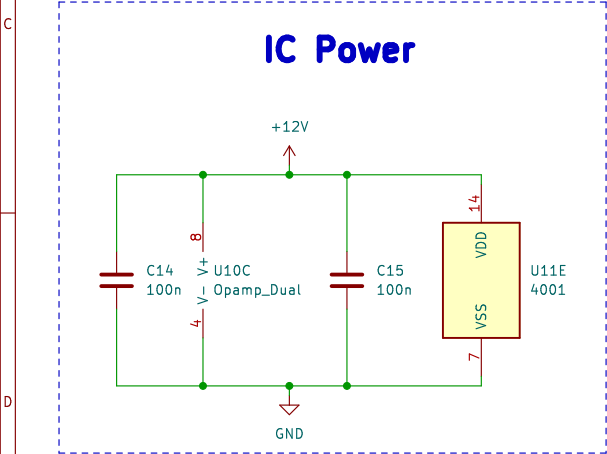 C
IC Power
+12V
8
14
V+
VDD
C14
100n
U10C
Opamp_Dual
C15
100n
U11E
4001
V-
VSS
4
7
D
GND